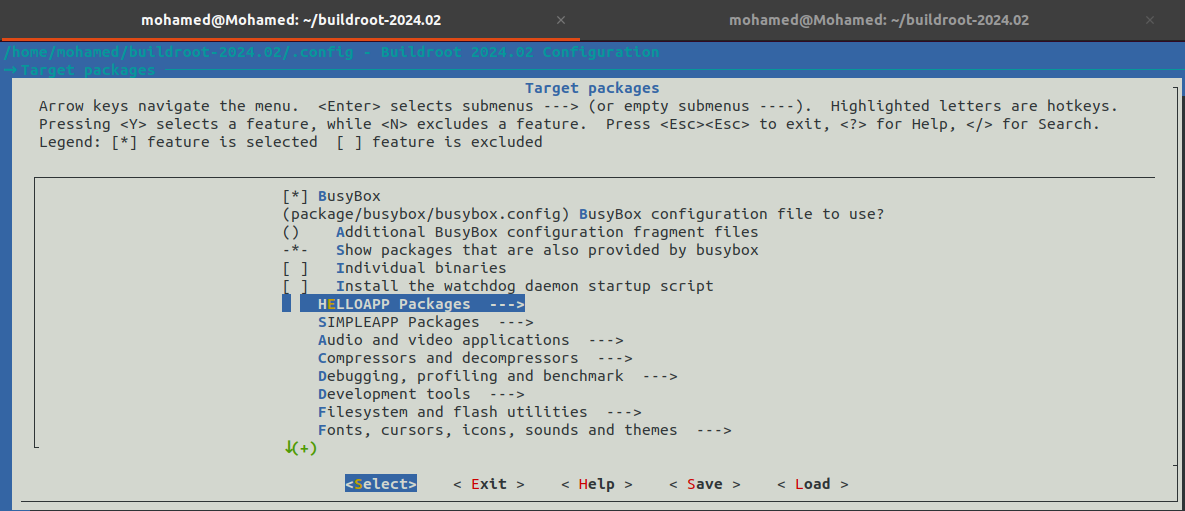 mohamed@Mohamed: ~/buildroot-2024.02 × mohamed@Mohamed: ~/buildroot-2024.02 ×
/home/mohamed/buildroot-2024.02/.config - Buildroot 2024.02 Configuration
→ Target packages
Target packages
Arrow keys navigate the menu. <Enter> selects submenus ---> (or empty submenus ----). Highlighted letters are hotkeys.
Pressing <Y> selects a feature, while <N> excludes a feature. Press <Esc><Esc> to exit, <?> for Help, </> for Search.
Legend: [*] feature is selected [ ] feature is excluded
[*] BusyBox
(package/busybox/busybox.config) BusyBox configuration file to use?
() Additional BusyBox configuration fragment files
-*- Show packages that are also provided by busybox
[ ] Individual binaries
[ ] Install the watchdog daemon startup script
HELLOAPP Packages --->
SIMPLEAPP Packages --->
Audio and video applications --->
Compressors and decompressors --->
Debugging, profiling and benchmark --->
Development tools --->
Filesystem and flash utilities --->
Fonts, cursors, icons, sounds and themes --->
↓(+)
<Select> < Exit > < Help > < Save > < Load >